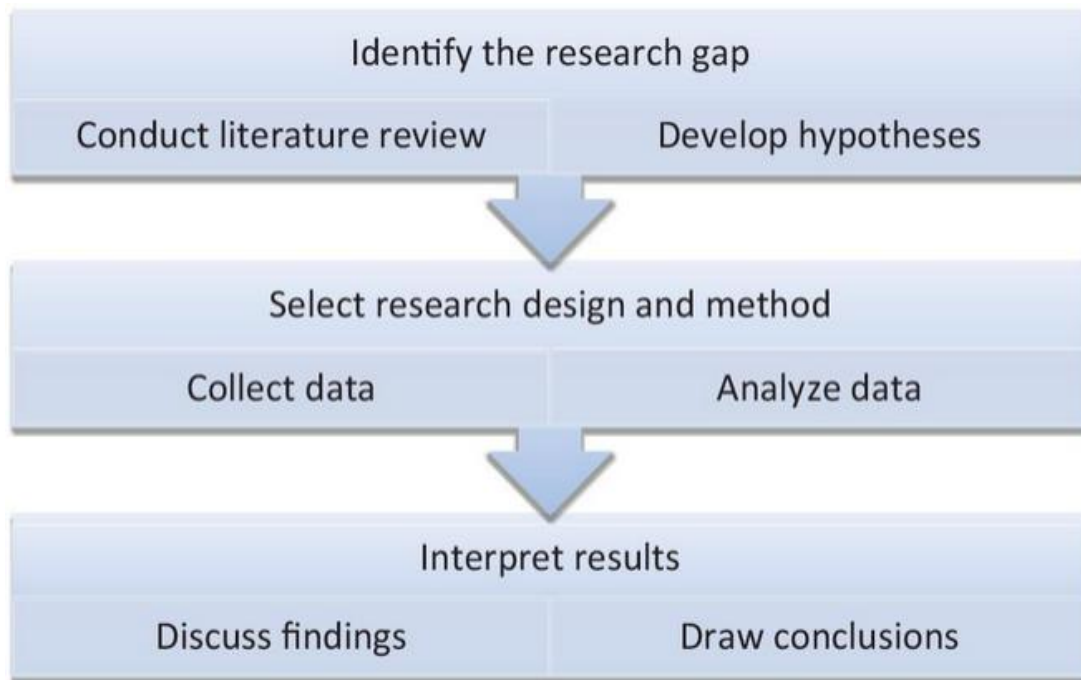 Identify the research gap
Conduct literature review
Develop hypotheses
Select research design and method
Collect data
Analyze data
Interpret results
Discuss findings
Draw conclusions